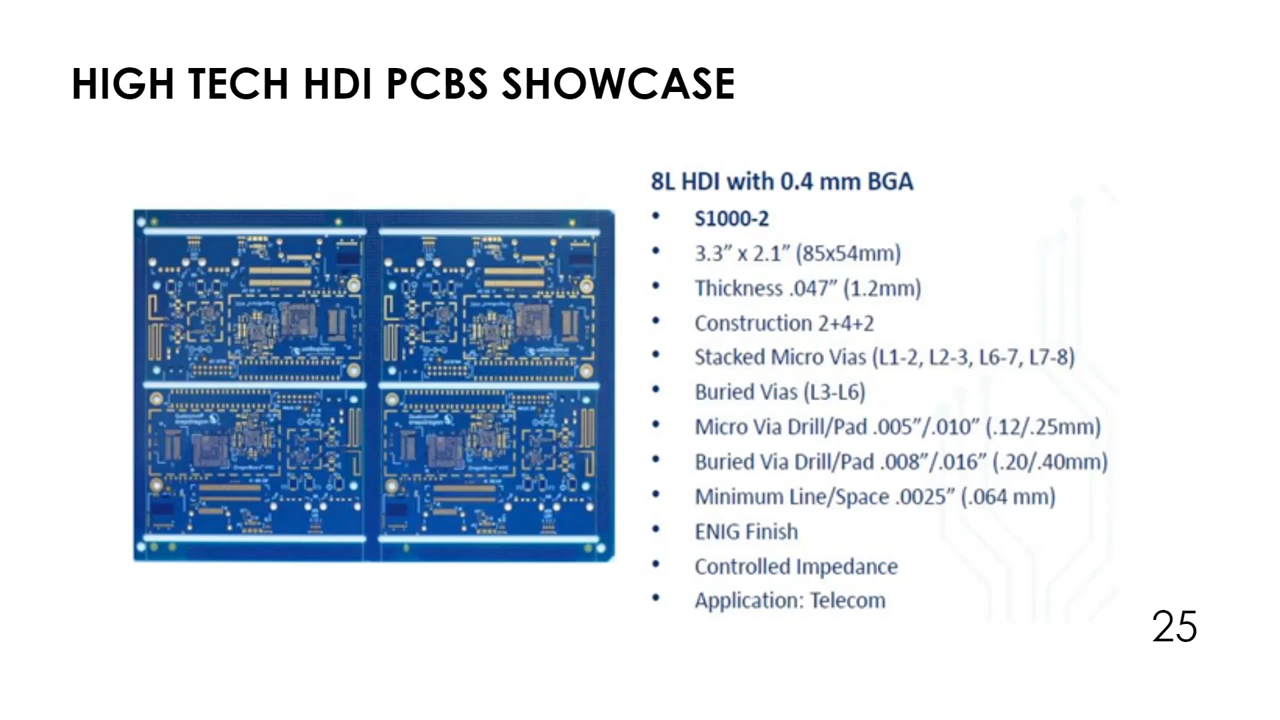 HIGH TECH HDI PCBS SHOWCASE
8L HDI with 0.4 mm BGA
• S1000-2
• 3.3” x 2.1” (85x54mm)
• Thickness .047” (1.2mm)
• Construction 2+4+2
• Stacked Micro Vias (L1-2, L2-3, L6-7, L7-8)
• Buried Vias (L3-L6)
• Micro Via Drill/Pad .005”/.010” (.12/.25mm)
• Buried Via Drill/Pad .008”/.016” (.20/.40mm)
• Minimum Line/Space .0025” (.064 mm)
• ENIG Finish
• Controlled Impedance
• Application: Telecom
25